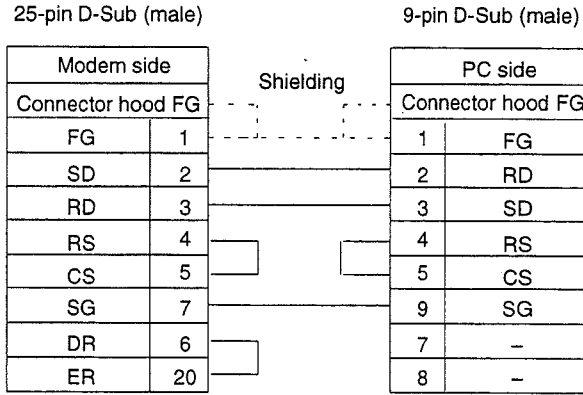 25-pin D-Sub (male) 9-pin D-Sub (male)
Modem side Shielding PC side
Connector hood FG Connector hood FG
FG 1 1 FG
SD 2 2 RD
RD 3 3 SD
RS 4 4 RS
CS 5 5 CS
SG 7 9 SG
DR 6 7 –
ER 20 8 –